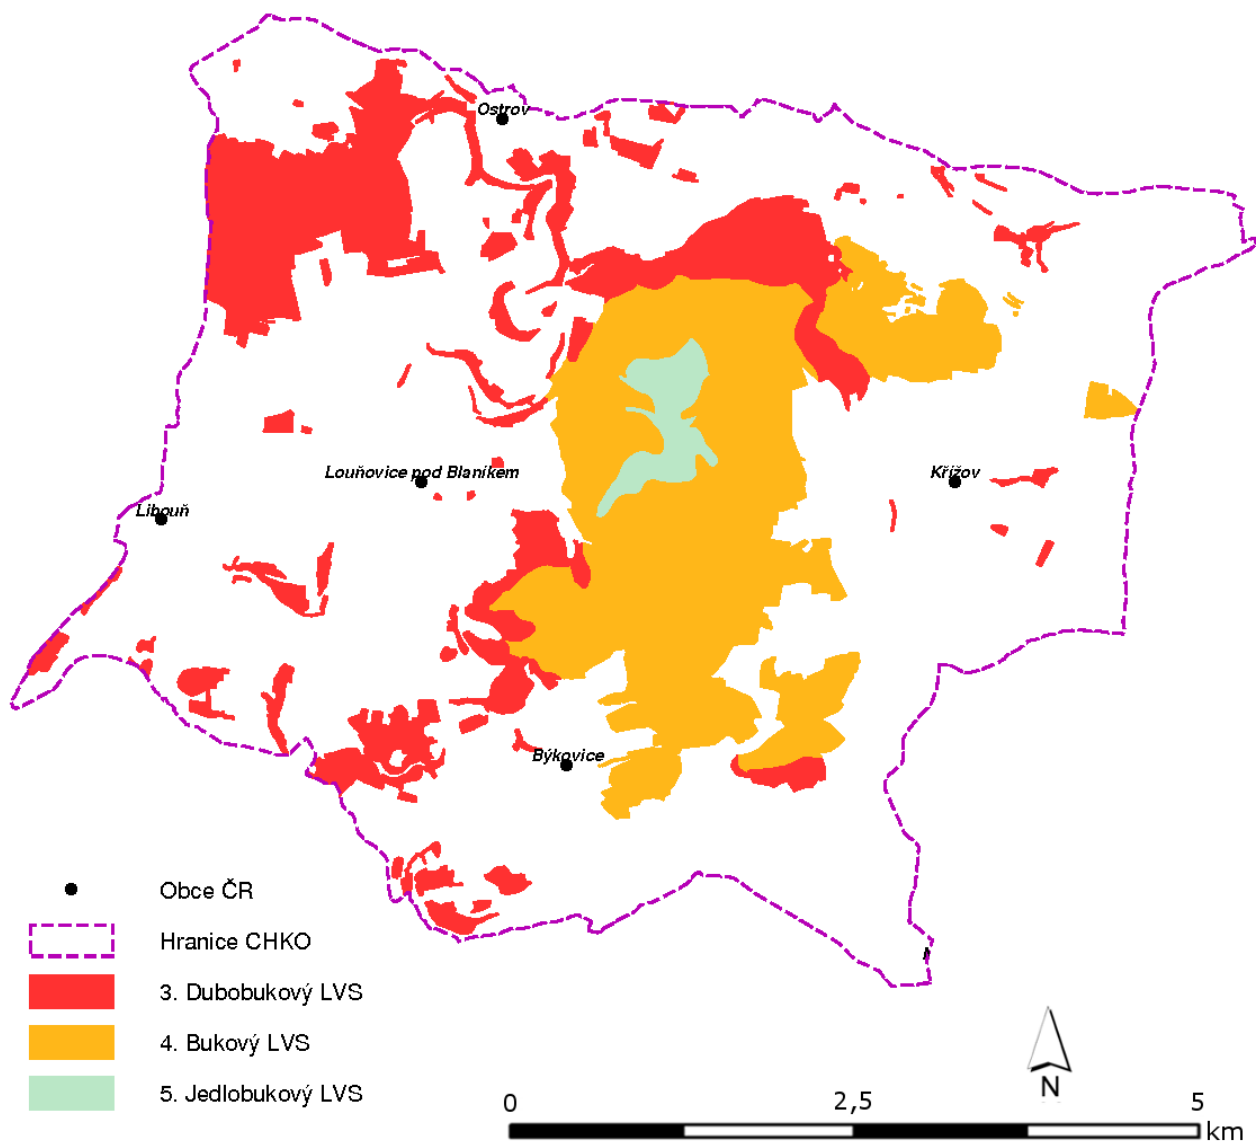 Ostrov
Louňovice pod Blaníkem
Křížov
Libouň
Býkovice
Obce ČR
Hranice CHKO
3. Dubobukový LVS
4. Bukový LVS
5. Jedlobukový LVS
N
0 2,5 5
km